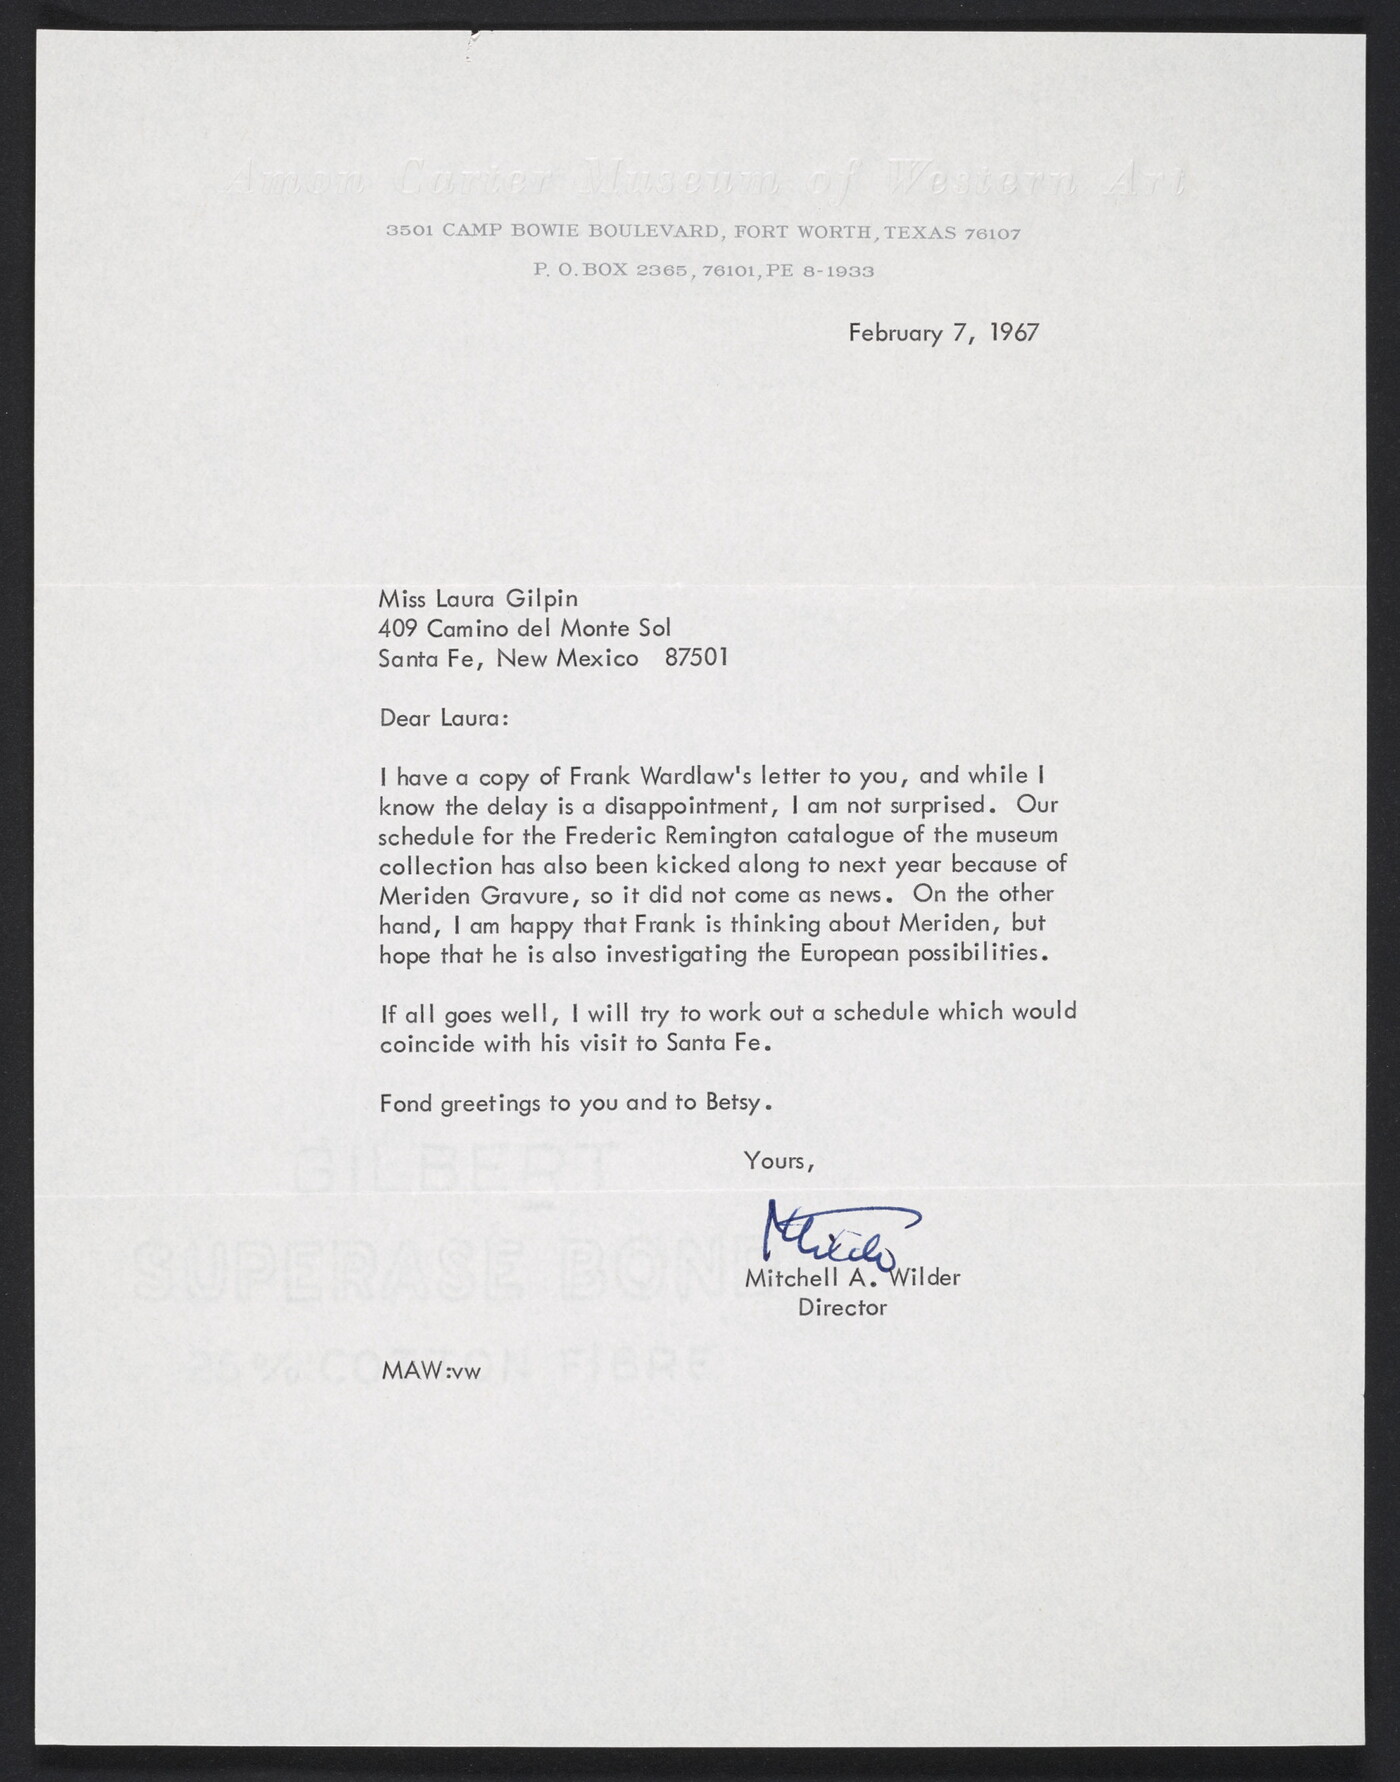 Amon Carter Museum of Western Art
3501 CAMP BOWIE BOULEVARD, FORT WORTH, TEXAS 76107
P. O. BOX 2365, 76101, PE 8-1933
February 7, 1967
Miss Laura Gilpin
409 Camino del Monte Sol
Santa Fe, New Mexico 87501
Dear Laura:
I have a copy of Frank Wardlaw's letter to you, and while I
know the delay is a disappointment, I am not surprised. Our
schedule for the Frederic Remington catalogue of the museum
collection has also been kicked along to next year because of
Meriden Gravure, so it did not come as news. On the other
hand, I am happy that Frank is thinking about Meriden, but
hope that he is also investigating the European possibilities.
If all goes well, I will try to work out a schedule which would
coincide with his visit to Santa Fe.
Fond greetings to you and to Betsy.
Yours,
Mitchell A. Wilder
Director
MAW:vw
GILBERT
SUPERASE BOND
25% COTTON FIBRE